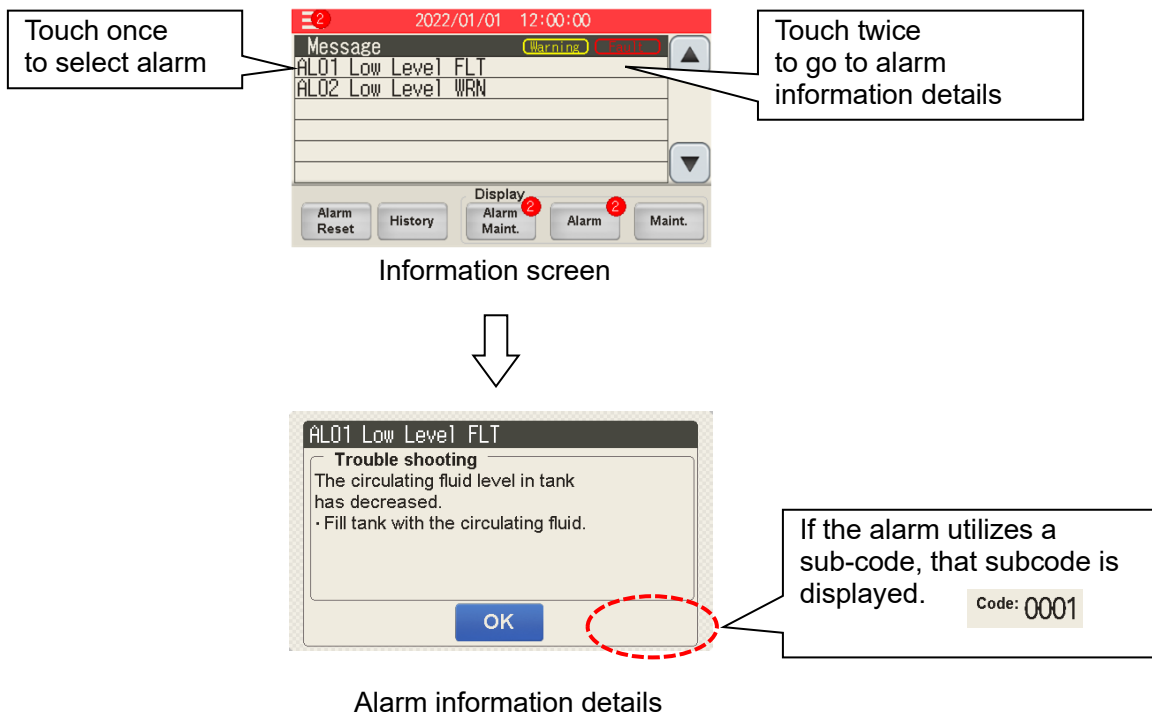 Touch once
to select alarm
2
2022/01/01 12:00:00
Message
Warning
AL01 Low Level FLT
AL02 Low Level WRN
Touch twice
to go to alarm
information details
Display
Alarm
Reset
History
Alarm
Maint.
2
Alarm
2
Maint.
Information screen
AL01 Low Level FLT
Trouble shooting
The circulating fluid level in tank
has decreased.
· Fill tank with the circulating fluid.
OK
If the alarm utilizes a
sub-code, that subcode is
displayed.
Code: 0001
Alarm information details